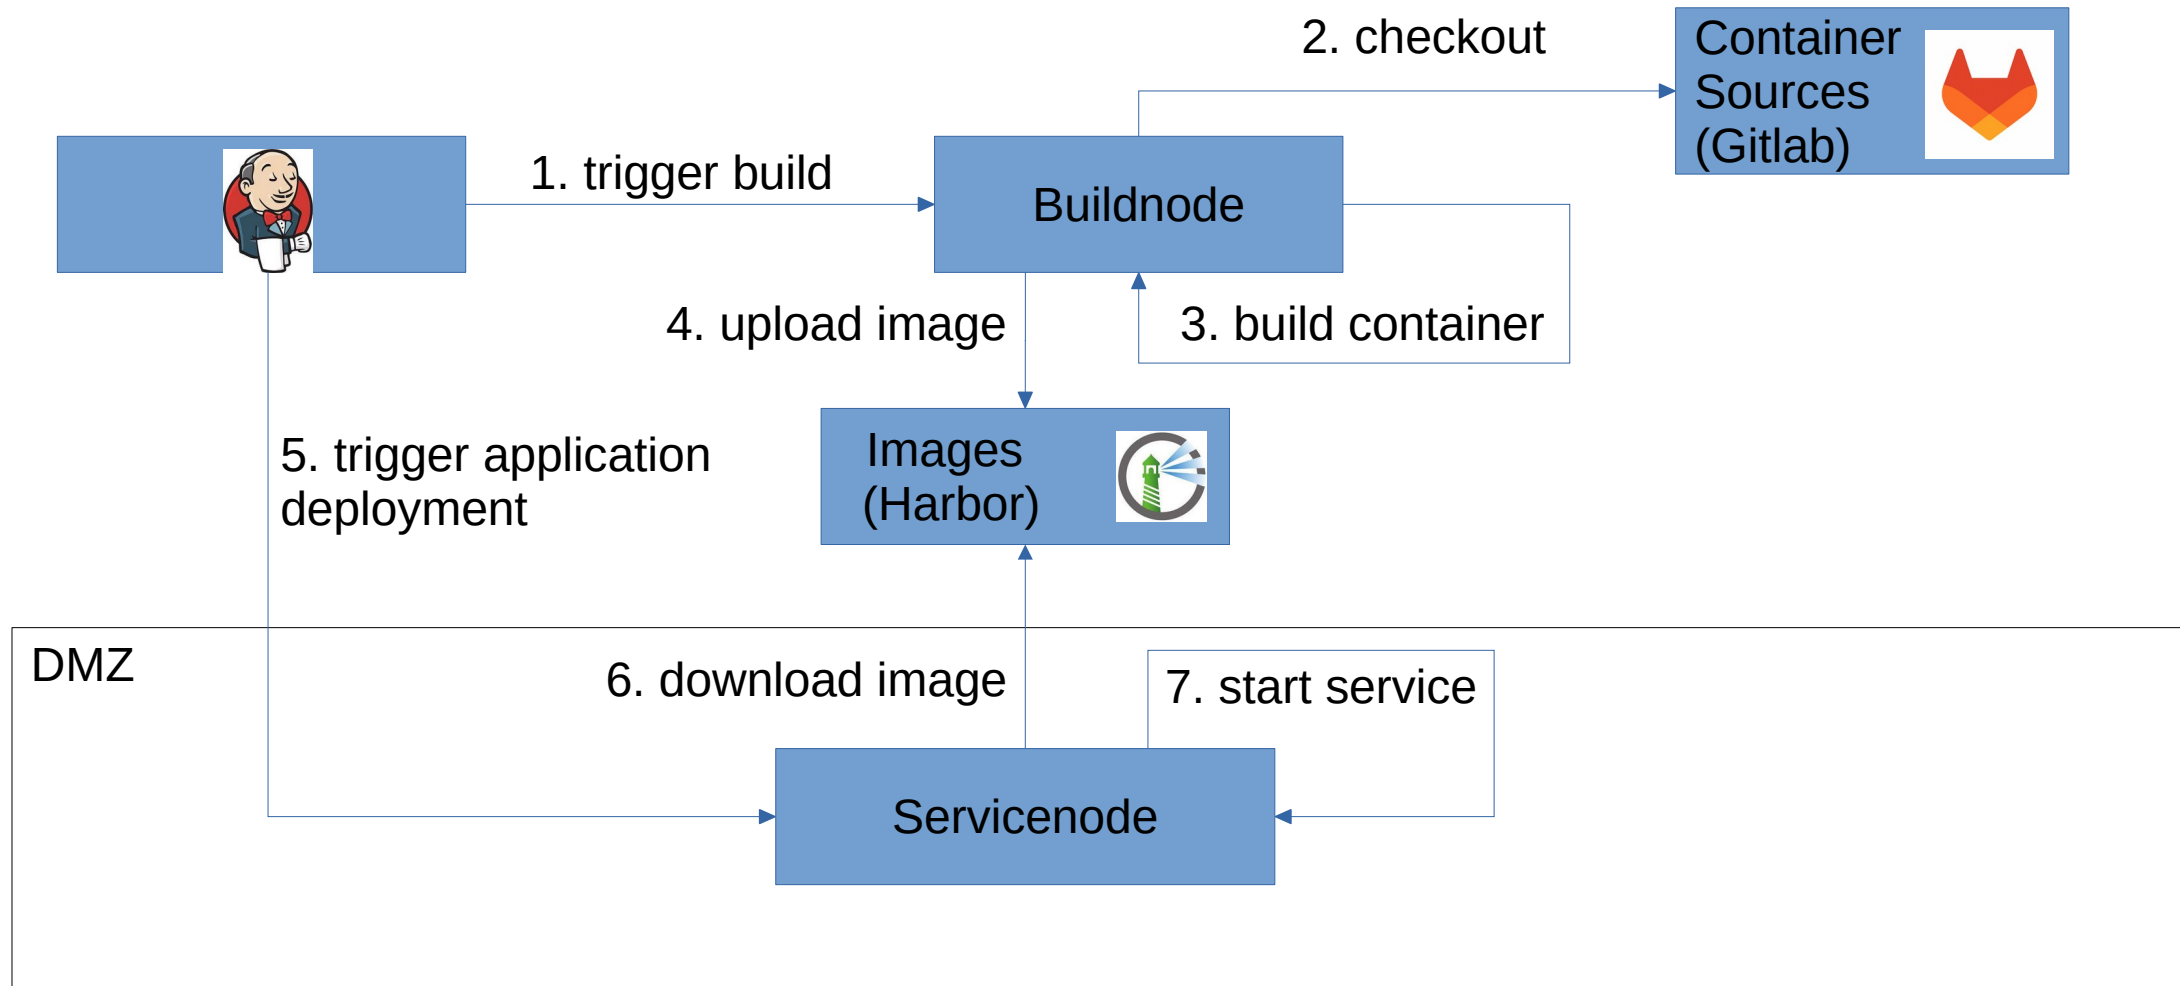 2. checkout
Container
Sources
(Gitlab)
1. trigger build
Buildnode
4. upload image
3. build container
5. trigger application
deployment
Images
(Harbor)
DMZ
6. download image
7. start service
Servicenode